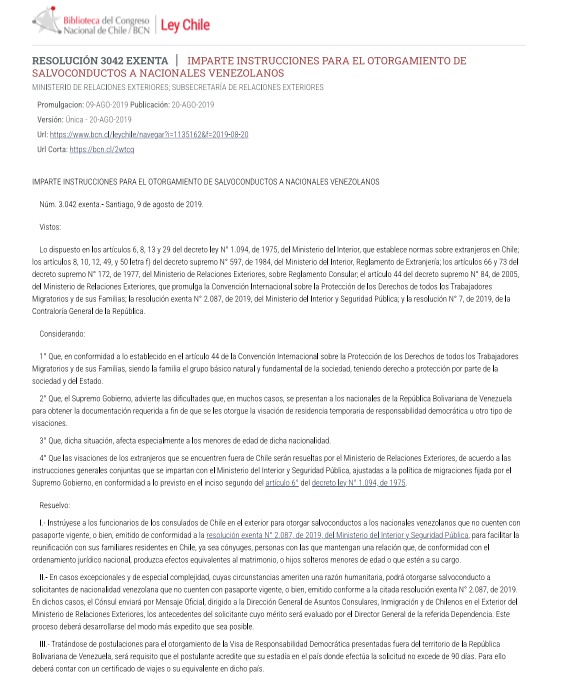 Biblioteca del Congreso
Nacional de Chile / BCN
Ley Chile
RESOLUCIÓN 3042 EXENTA | IMPARTE INSTRUCCIONES PARA EL OTORGAMIENTO DE
SALVOCONDUCTOS A NACIONALES VENEZOLANOS
MINISTERIO DE RELACIONES EXTERIORES; SUBSECRETARÍA DE RELACIONES EXTERIORES
Promulgacion: 09-AGO-2019 Publicación: 20-AGO-2019
Versión: Única - 20-AGO-2019
Url: https://www.bcn.cl/leychile/navegar?i=1135162&f=2019-08-20
Url Corta: https://bcn.cl/2wtcq
IMPARTE INSTRUCCIONES PARA EL OTORGAMIENTO DE SALVOCONDUCTOS A NACIONALES VENEZOLANOS
Núm. 3.042 exenta.- Santiago, 9 de agosto de 2019.
Vistos:
Lo dispuesto en los artículos 6, 8, 13 y 29 del decreto ley N° 1.094, de 1975, del Ministerio del Interior, que establece normas sobre extranjeros en Chile;
los artículos 8, 10, 12, 49, y 50 letra f) del decreto supremo N° 597, de 1984, del Ministerio del Interior, Reglamento de Extranjería; los artículos 66 y 73 del
decreto supremo N° 172, de 1977, del Ministerio de Relaciones Exteriores, sobre Reglamento Consular; el artículo 44 del decreto supremo N° 84, de 2005,
del Ministerio de Relaciones Exteriores, que promulga la Convención Internacional sobre la Protección de los Derechos de todos los Trabajadores
Migratorios y de sus Familias; la resolución exenta N° 2.087, de 2019, del Ministerio del Interior y Seguridad Pública; y la resolución N° 7, de 2019, de la
Contraloría General de la República.
Considerando:
1° Que, en conformidad a lo establecido en el artículo 44 de la Convención Internacional sobre la Protección de los Derechos de todos los Trabajadores
Migratorios y de sus Familias, siendo la familia el grupo básico natural y fundamental de la sociedad, teniendo derecho a protección por parte de la
sociedad y del Estado.
2° Que, el Supremo Gobierno, advierte las dificultades que, en muchos casos, se presentan a los nacionales de la República Bolivariana de Venezuela
para obtener la documentación requerida a fin de que se les otorgue la visación de residencia temporaria de responsabilidad democrática u otro tipo de
visaciones.
3° Que, dicha situación, afecta especialmente a los menores de edad de dicha nacionalidad.
4° Que las visaciones de los extranjeros que se encuentren fuera de Chile serán resueltas por el Ministerio de Relaciones Exteriores, de acuerdo a las
instrucciones generales conjuntas que se impartan con el Ministerio del Interior y Seguridad Pública, ajustadas a la política de migraciones fijada por el
Supremo Gobierno, en conformidad a lo previsto en el inciso segundo del artículo 6° del decreto ley N° 1.094, de 1975.
Resuelvo:
I.- Instrúyese a los funcionarios de los consulados de Chile en el exterior para otorgar salvoconductos a los nacionales venezolanos que no cuenten con
pasaporte vigente, o bien, emitido de conformidad a la resolución exenta N° 2.087, de 2019, del Ministerio del Interior y Seguridad Pública, para facilitar la
reunificación con sus familiares residentes en Chile, ya sea cónyuges, personas con las que mantengan una relación que, de conformidad con el
ordenamiento jurídico nacional, produzca efectos equivalentes al matrimonio, o hijos solteros menores de edad o que estén a su cargo.
II.- En casos excepcionales y de especial complejidad, cuyas circunstancias ameriten una razón humanitaria, podrá otorgarse salvoconducto a
solicitantes de nacionalidad venezolana que no cuenten con pasaporte vigente, o bien, emitido conforme a la citada resolución exenta N° 2.087, de 2019.
En dichos casos, el Cónsul enviará por Mensaje Oficial, dirigido a la Dirección General de Asuntos Consulares, Inmigración y de Chilenos en el Exterior del
Ministerio de Relaciones Exteriores, los antecedentes del solicitante cuyo mérito será evaluado por el Director General de la referida Dependencia. Este
proceso deberá desarrollarse del modo más expedito que sea posible.
III.- Tratándose de postulaciones para el otorgamiento de la Visa de Responsabilidad Democrática presentadas fuera del territorio de la República
Bolivariana de Venezuela, será requisito que el postulante acredite que su estadía en el país donde efectúa la solicitud no excede de 90 días. Para ello
deberá contar con un certificado de viajes o su equivalente en dicho país.